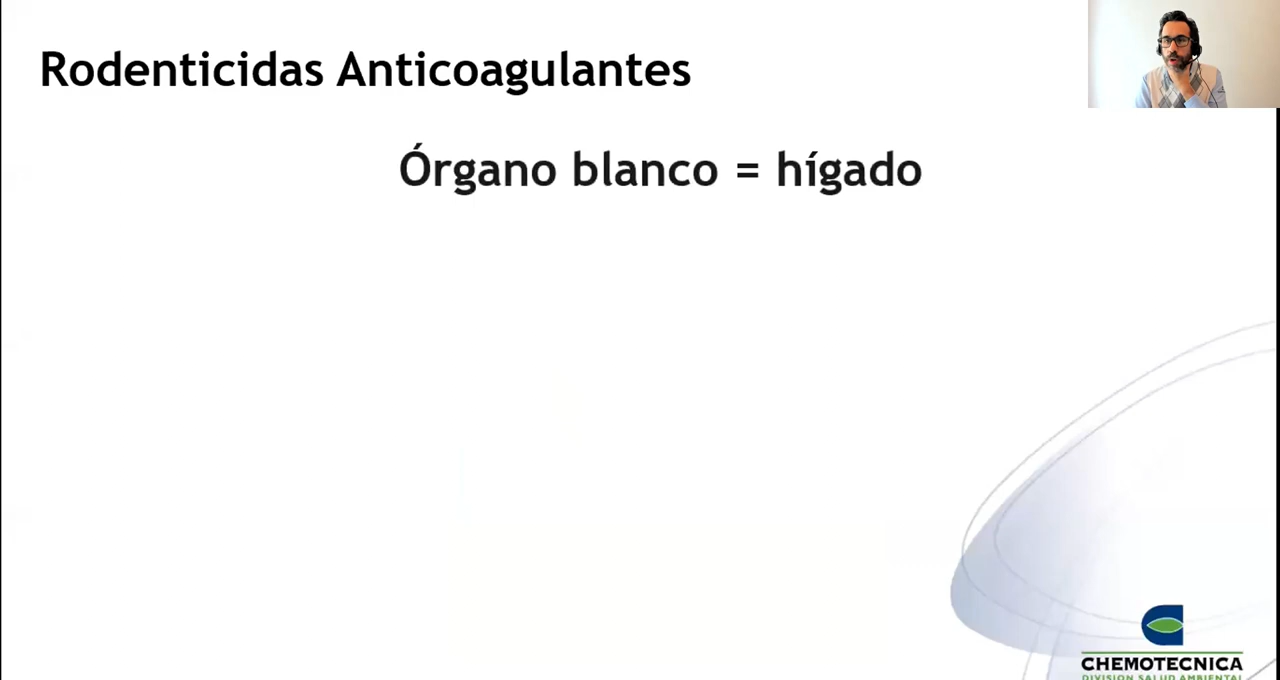 Rodenticidas Anticoagulantes
Órgano blanco = hígado
CHEMOTECNICA
DIVISION SALUD AMBIENTAL